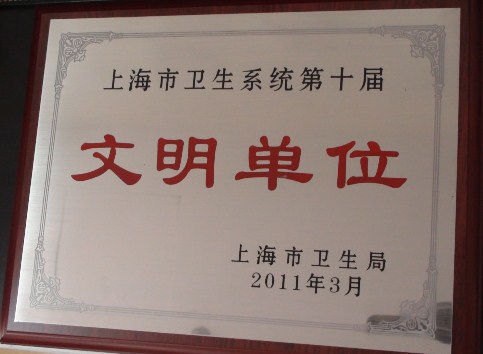 上海市卫生系统第十届
文明单位
上海市卫生局
2011年3月